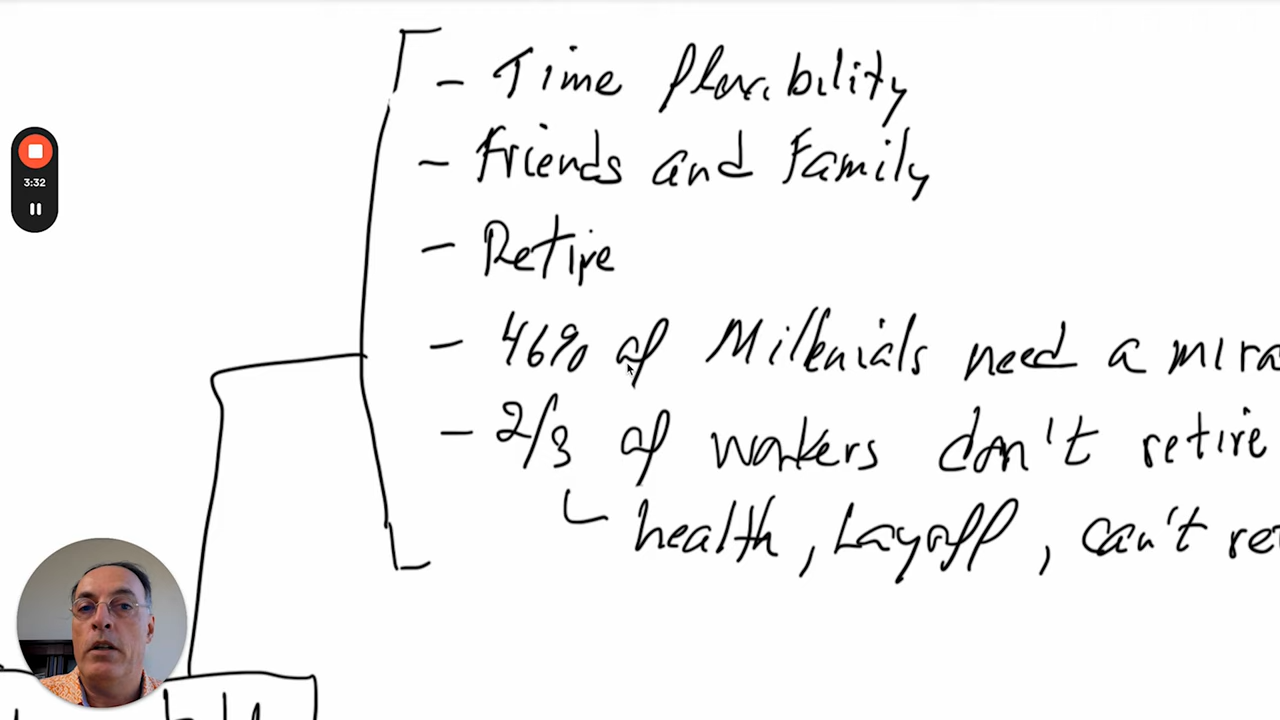 - Time flexibility
- Friends and Family
3:32
- Retire
- 46% of Millenials need a mira
- 2/3 of workers don't retire
health, Layoff, can't re